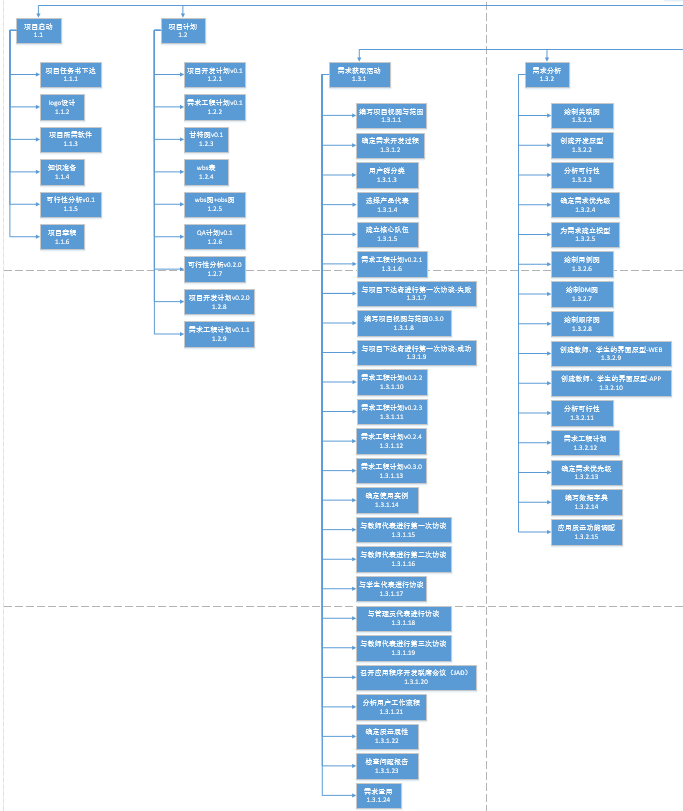 项目启动
1.1
项目任务书下达
1.1.1
logo设计
1.1.2
项目所需软件
1.1.3
知识准备
1.1.4
可行性分析v0.1
1.1.5
项目章程
1.1.6
项目计划
1.2
项目开发计划v0.1
1.2.1
需求工程计划v0.1
1.2.2
甘特图v0.1
1.2.3
wbs表
1.2.4
wbs图+obs图
1.2.5
QA计划v0.1
1.2.6
可行性分析v0.2.0
1.2.7
项目开发计划v0.2.0
1.2.8
需求工程计划v0.1.1
1.2.9
需求获取活动
1.3.1
编写项目视图与范围
1.3.1.1
确定需求开发过程
1.3.1.2
用户群分类
1.3.1.3
选择产品代表
1.3.1.4
建立核心队伍
1.3.1.5
需求工程计划v0.2.1
1.3.1.6
与项目下达者进行第一次访谈-失败
1.3.1.7
编写项目视图与范围0.3.0
1.3.1.8
与项目下达者进行第一次访谈-成功
1.3.1.9
需求工程计划v0.2.2
1.3.1.10
需求工程计划v0.2.3
1.3.1.11
需求工程计划v0.2.4
1.3.1.12
需求工程计划v0.3.0
1.3.1.13
确定使用实例
1.3.1.14
与教师代表进行第一次访谈
1.3.1.15
与教师代表进行第二次访谈
1.3.1.16
与学生代表进行访谈
1.3.1.17
与管理员代表进行访谈
1.3.1.18
与教师代表进行第三次访谈
1.3.1.19
召开应用程序开发联席会议（JAD）
1.3.1.20
分析用户工作流程
1.3.1.21
确定质量属性
1.3.1.22
检查问题报告
1.3.1.23
需求重用
1.3.1.24
需求分析
1.3.2
绘制关联图
1.3.2.1
创建开发原型
1.3.2.2
分析可行性
1.3.2.3
确定需求优先级
1.3.2.4
为需求建立模型
1.3.2.5
绘制用例图
1.3.2.6
绘制DM图
1.3.2.7
绘制顺序图
1.3.2.8
创建教师、学生的界面原型-WEB
1.3.2.9
创建教师、学生的界面原型-APP
1.3.2.10
分析可行性
1.3.2.11
需求工程计划
1.3.2.12
确定需求优先级
1.3.2.13
编写数据字典
1.3.2.14
应用质量功能调配
1.3.2.15